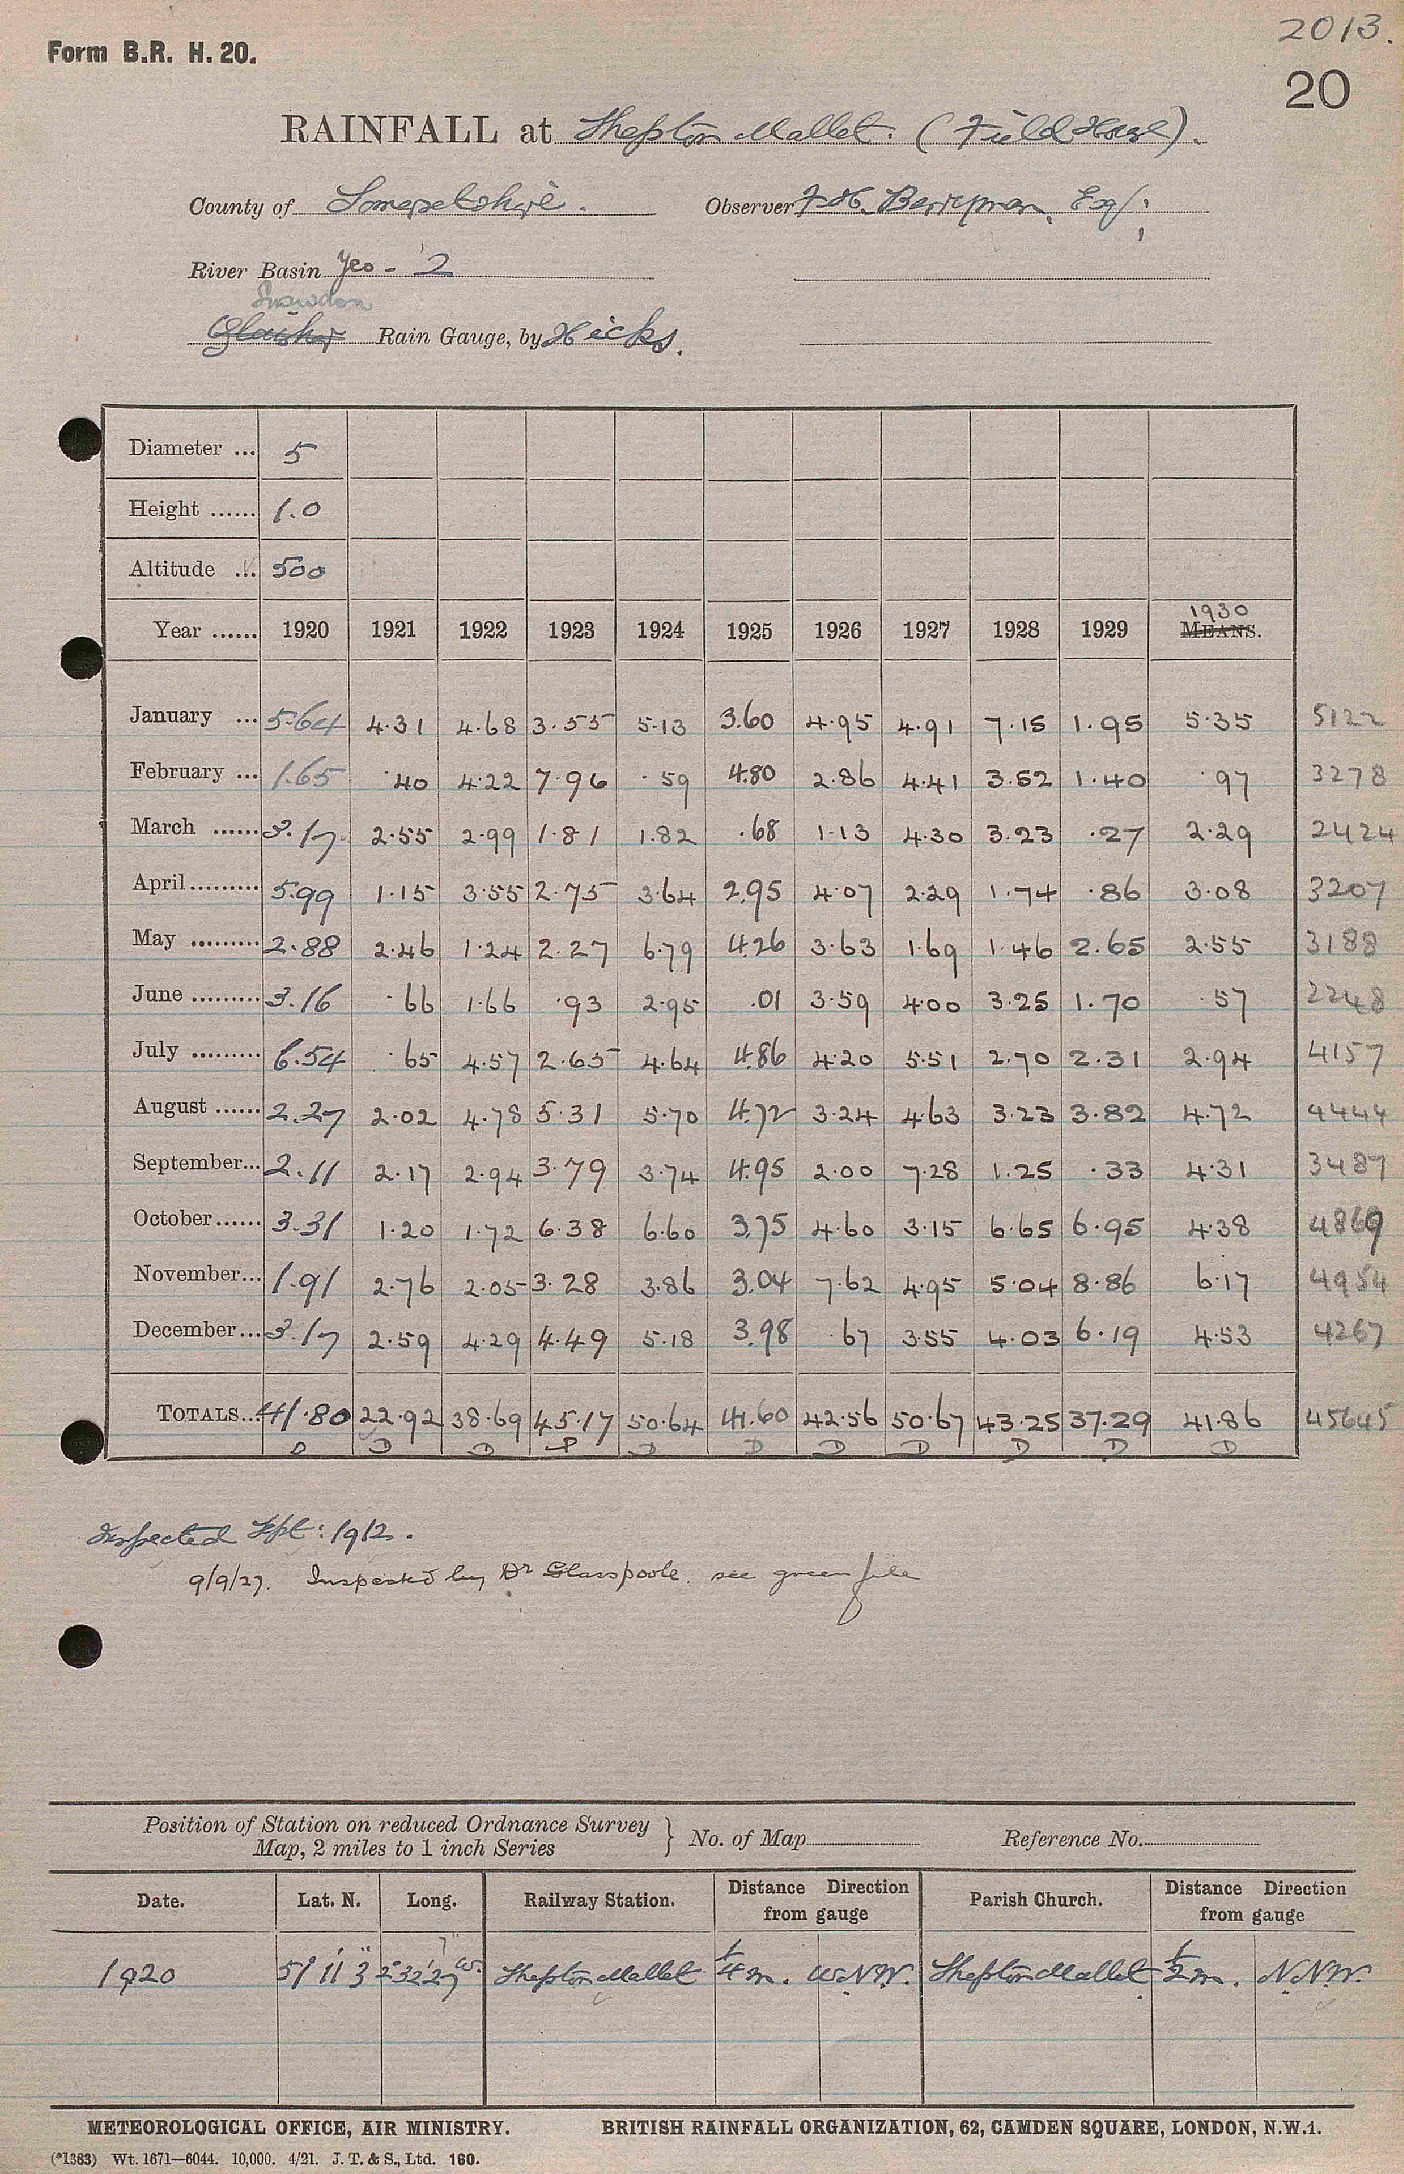 2013.
Form B.R. H. 20.
20
RAINFALL at Shepton Mallet. (Field House).
County of Somersetshire. Observer F. H. Berryman, Esq;
River Basin Yeo - 2
Snowdon
Glaisher Rain Gauge, by Hicks.
Diameter ... 5
Height ...... 1.0
Altitude ... 500
1930
Year ...... 1920 1921 1922 1923 1924 1925 1926 1927 1928 1929 MEANS.
January ... 5.64 4.31 4.68 3.55 5.13 3.60 4.95 4.91 7.15 1.95 5.35 5122
February ... 1.65 .40 4.22 7.96 .59 4.80 2.86 4.41 3.52 1.40 .97 3278
March ...... 3.17 2.55 2.99 1.81 1.82 .68 1.13 4.30 3.23 .27 2.29 2424
April ......... 5.99 1.15 3.55 2.75 3.64 2.95 4.07 2.29 1.74 .86 3.08 3207
May ......... 2.88 2.46 1.24 2.27 6.79 4.26 3.63 1.69 1.46 2.65 2.55 3188
June ......... 3.16 .66 1.66 .93 2.95 .01 3.59 4.00 3.25 1.70 .57 2248
July ......... 6.54 .65 4.57 2.65 4.64 4.86 4.20 5.51 2.70 2.31 2.94 4157
August ...... 2.27 2.02 4.78 5.31 5.70 4.72 3.24 4.63 3.23 3.82 4.72 4444
September... 2.11 2.17 2.94 3.79 3.74 4.95 2.00 7.28 1.25 .33 4.31 3487
October ...... 3.31 1.20 1.72 6.38 6.60 3.75 4.60 3.15 6.65 6.95 4.38 4869
November... 1.91 2.76 2.05 3.28 3.86 3.04 7.62 4.95 5.04 8.86 6.17 4954
December ... 3.17 2.59 4.29 4.49 5.18 3.98 .67 3.55 4.03 6.19 4.53 4267
TOTALS... 41.80 22.92 38.69 45.17 50.64 41.60 42.56 50.67 43.25 37.29 41.86 45645
D D D P D D D D D D D
Inspected Sept: 1912.
9/9/27. Inspected by Dr Glasspoole. see green file
Position of Station on reduced Ordnance Survey
Map, 2 miles to 1 inch Series } No. of Map Reference No.
Date. Lat. N. Long. Railway Station. Distance Direction from gauge Parish Church. Distance Direction from gauge
1920 51 11' 3" 2 32' 27" W. Shepton Mallet 1/4 m. W.N.W. Shepton Mallet 1/2 m. N.N.W.
METEOROLOGICAL OFFICE, AIR MINISTRY. BRITISH RAINFALL ORGANIZATION, 62, CAMDEN SQUARE, LONDON, N.W.1.
(*1383) Wt. 1671—6044. 10,000. 4/21. J. T. & S., Ltd. 160.